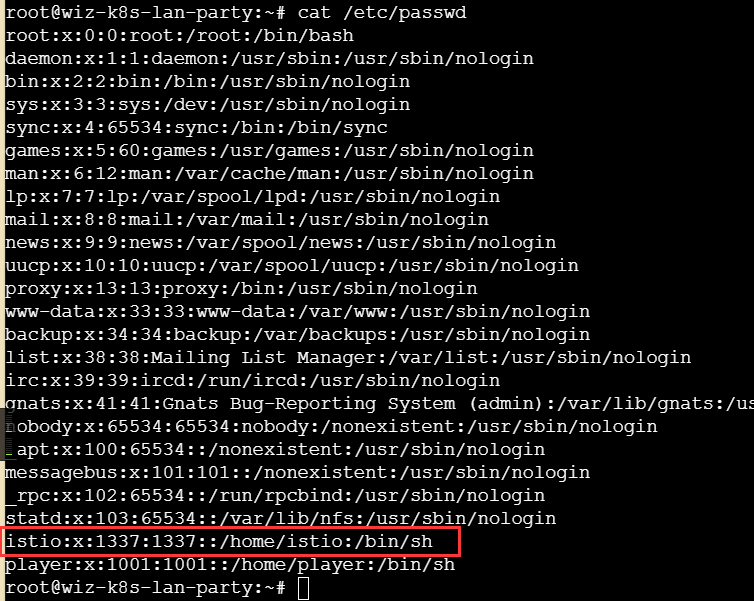 root@wiz-k8s-lan-party:~# cat /etc/passwd
root:x:0:0:root:/root:/bin/bash
daemon:x:1:1:daemon:/usr/sbin:/usr/sbin/nologin
bin:x:2:2:bin:/bin:/usr/sbin/nologin
sys:x:3:3:sys:/dev:/usr/sbin/nologin
sync:x:4:65534:sync:/bin:/bin/sync
games:x:5:60:games:/usr/games:/usr/sbin/nologin
man:x:6:12:man:/var/cache/man:/usr/sbin/nologin
lp:x:7:7:lp:/var/spool/lpd:/usr/sbin/nologin
mail:x:8:8:mail:/var/mail:/usr/sbin/nologin
news:x:9:9:news:/var/spool/news:/usr/sbin/nologin
uucp:x:10:10:uucp:/var/spool/uucp:/usr/sbin/nologin
proxy:x:13:13:proxy:/bin:/usr/sbin/nologin
www-data:x:33:33:www-data:/var/www:/usr/sbin/nologin
backup:x:34:34:backup:/var/backups:/usr/sbin/nologin
list:x:38:38:Mailing List Manager:/var/list:/usr/sbin/nologin
irc:x:39:39:ircd:/run/ircd:/usr/sbin/nologin
gnats:x:41:41:Gnats Bug-Reporting System (admin):/var/lib/gnats:/us
nobody:x:65534:65534:nobody:/nonexistent:/usr/sbin/nologin
_apt:x:100:65534::/nonexistent:/usr/sbin/nologin
messagebus:x:101:101::/nonexistent:/usr/sbin/nologin
_rpc:x:102:65534::/run/rpcbind:/usr/sbin/nologin
statd:x:103:65534::/var/lib/nfs:/usr/sbin/nologin
istio:x:1337:1337::/home/istio:/bin/sh
player:x:1001:1001::/home/player:/bin/sh
root@wiz-k8s-lan-party:~#